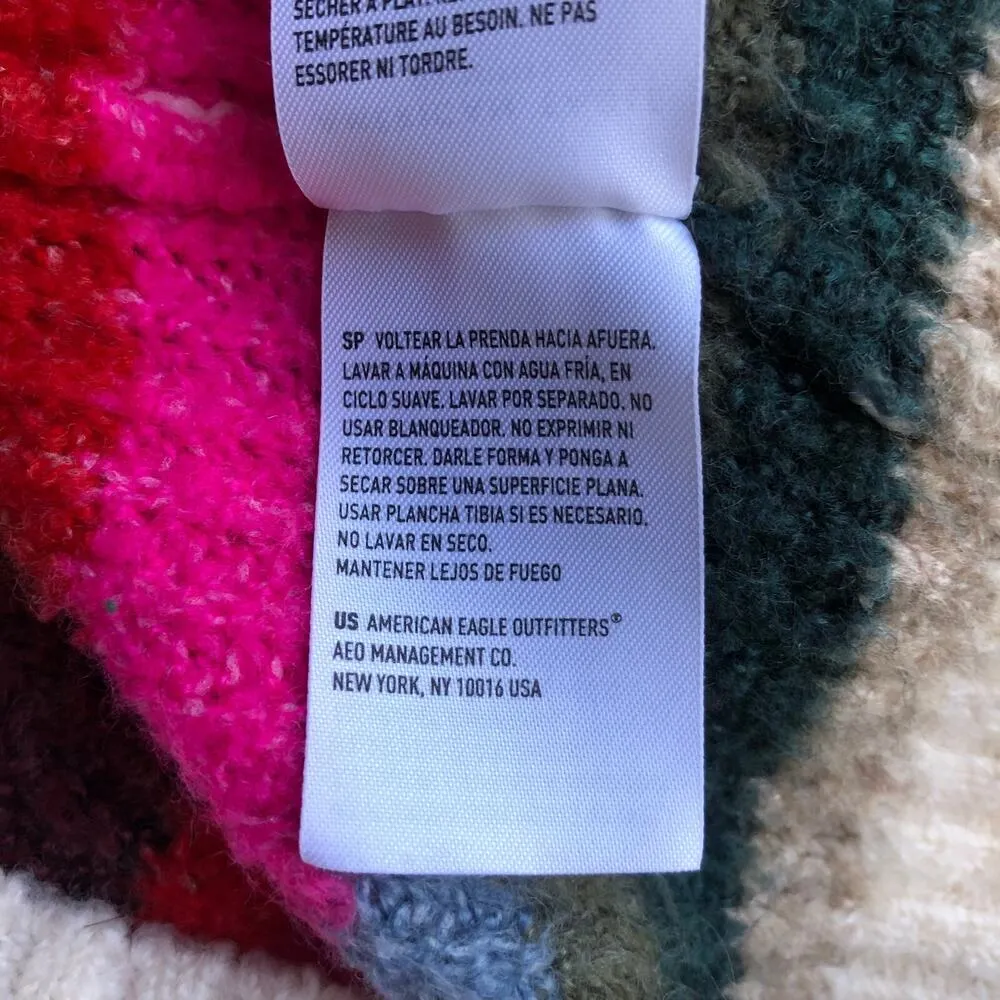 SÉCHER À PLAT.
TEMPÉRATURE AU BESOIN. NE PAS
ESSORER NI TORDRE.
SP VOLTEAR LA PRENDA HACIA AFUERA.
LAVAR A MÁQUINA CON AGUA FRÍA, EN
CICLO SUAVE. LAVAR POR SEPARADO. NO
USAR BLANQUEADOR. NO EXPRIMIR NI
RETORCER. DARLE FORMA Y PONGA A
SECAR SOBRE UNA SUPERFICIE PLANA.
USAR PLANCHA TIBIA SI ES NECESARIO.
NO LAVAR EN SECO.
MANTENER LEJOS DE FUEGO
US AMERICAN EAGLE OUTFITTERS®
AEO MANAGEMENT CO.
NEW YORK, NY 10016 USA